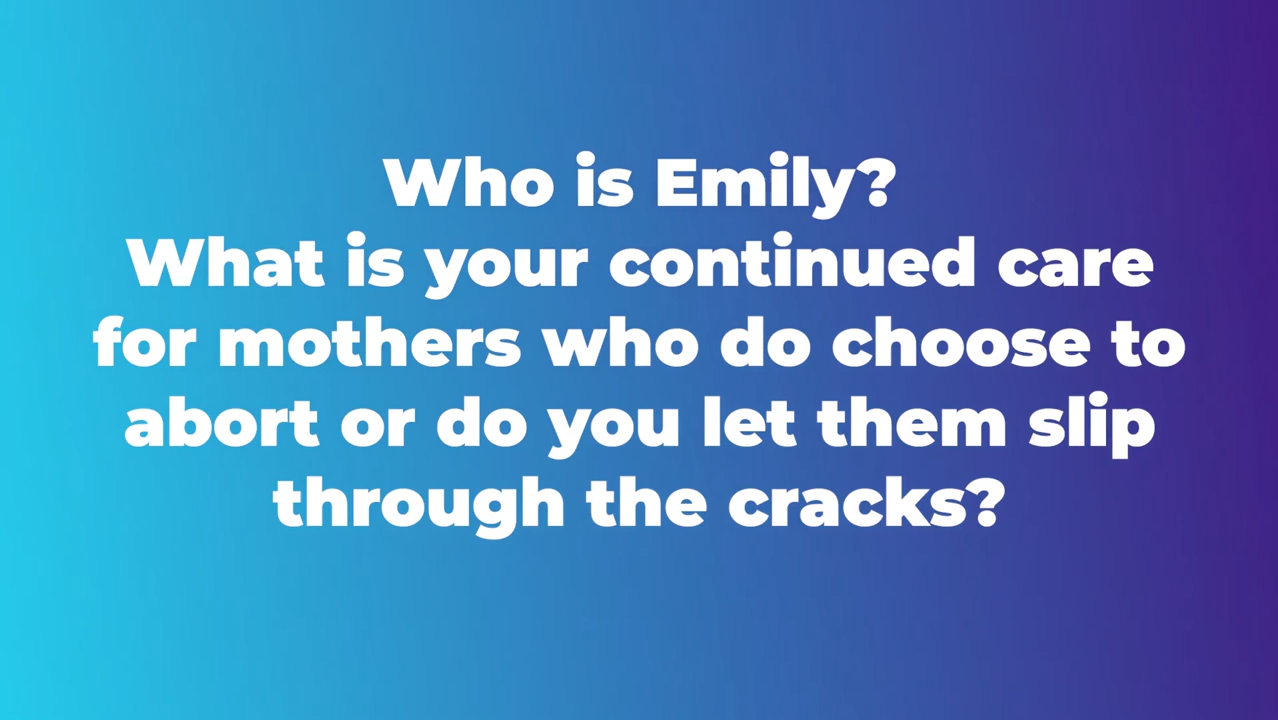 Who is Emily?
What is your continued care
for mothers who do choose to
abort or do you let them slip
through the cracks?